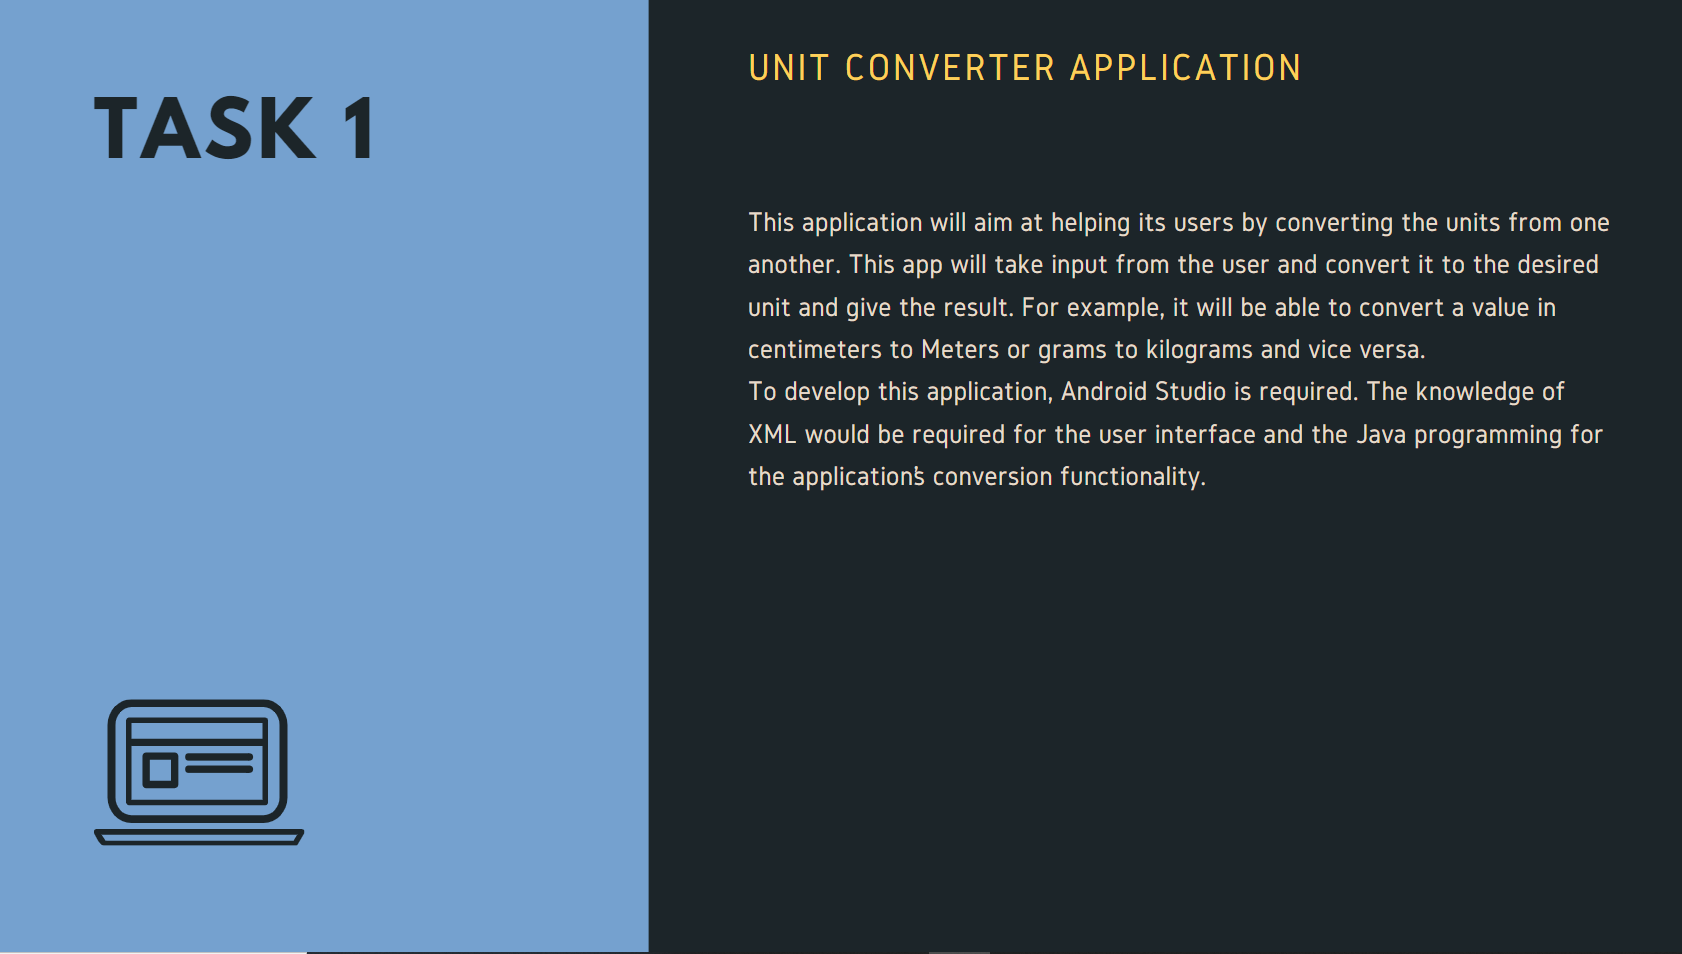 TASK 1
UNIT CONVERTER APPLICATION
This application will aim at helping its users by converting the units from one
another. This app will take input from the user and convert it to the desired
unit and give the result. For example, it will be able to convert a value in
centimeters to Meters or grams to kilograms and vice versa.
To develop this application, Android Studio is required. The knowledge of
XML would be required for the user interface and the Java programming for
the application's conversion functionality.